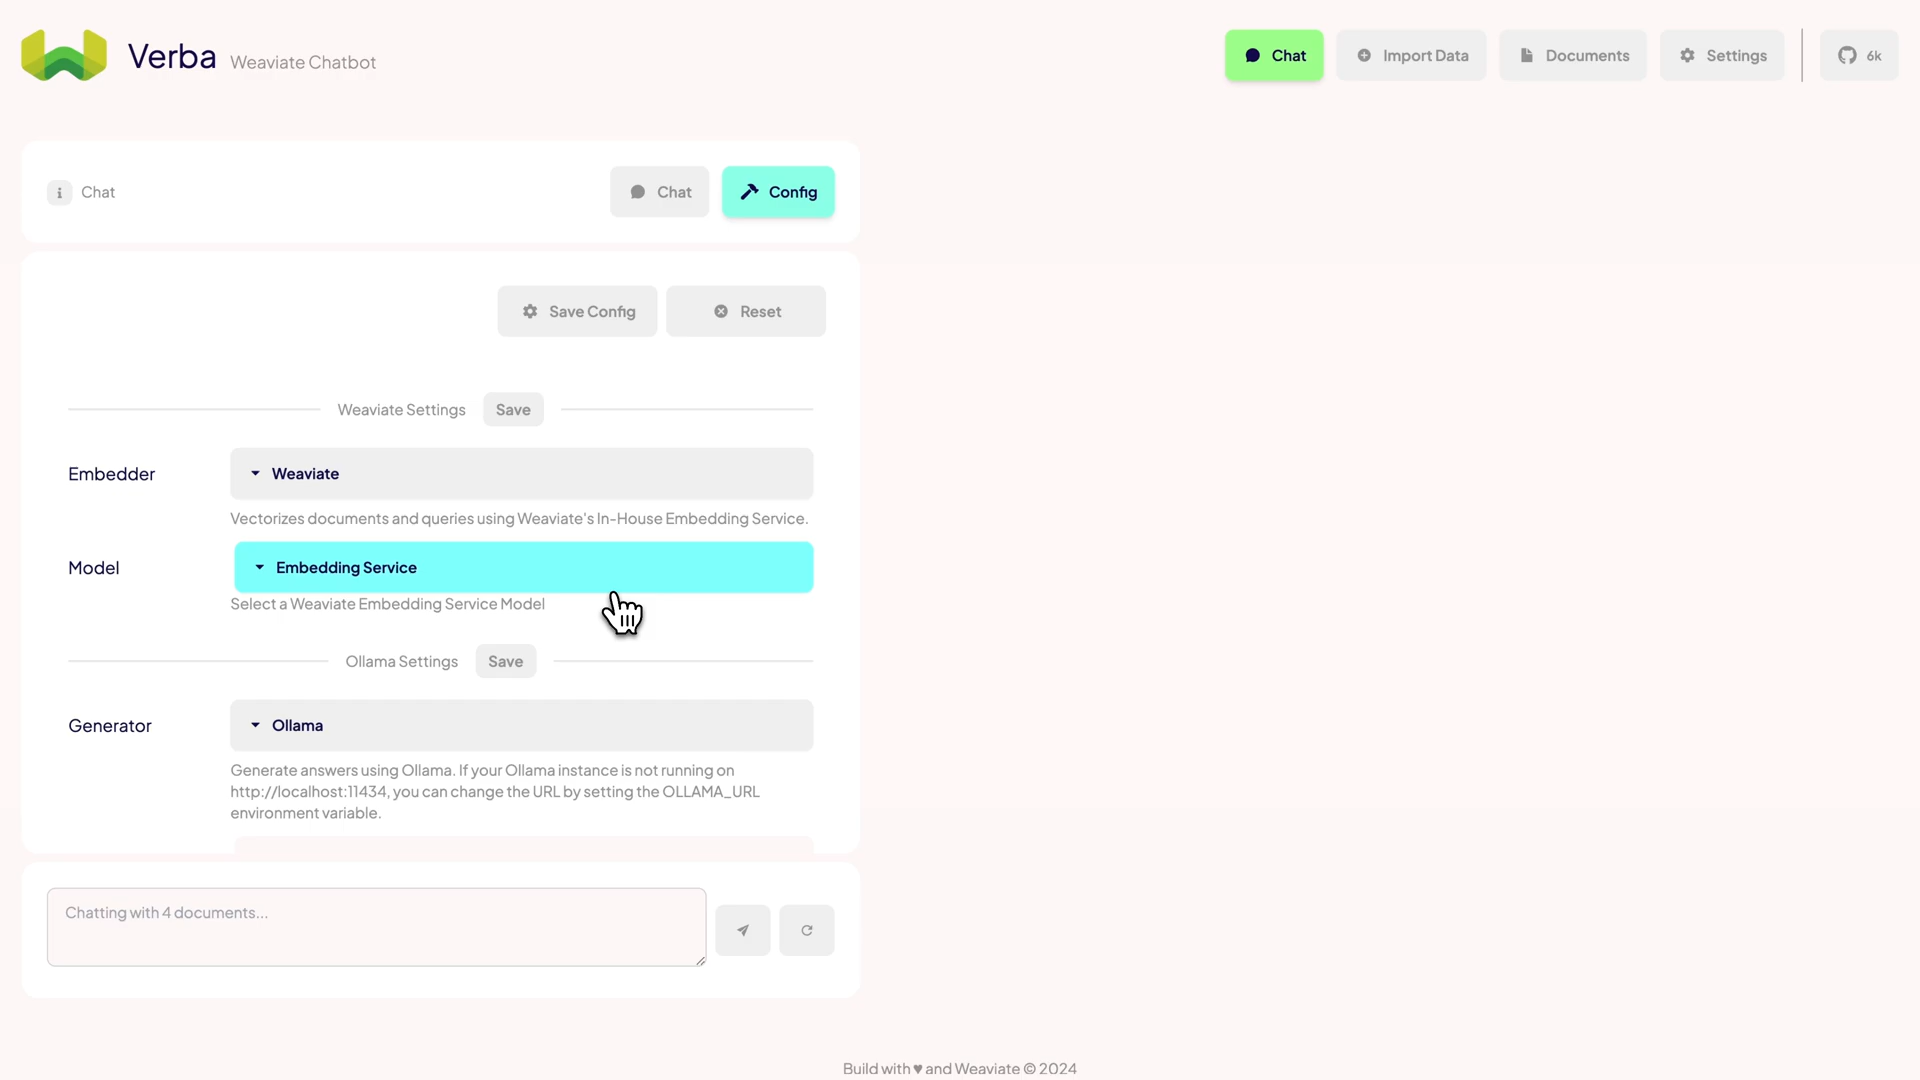 Verba Weaviate Chatbot
Chat
Import Data
Documents
Settings
6k
i Chat
Chat
Config
Save Config
Reset
Weaviate Settings
Save
Embedder
Weaviate
Vectorizes documents and queries using Weaviate's In-House Embedding Service.
Model
Embedding Service
Select a Weaviate Embedding Service Model
Ollama Settings
Save
Generator
Ollama
Generate answers using Ollama. If your Ollama instance is not running on
http://localhost:11434, you can change the URL by setting the OLLAMA_URL
environment variable.
Chatting with 4 documents...
Build with ♥ and Weaviate © 2024